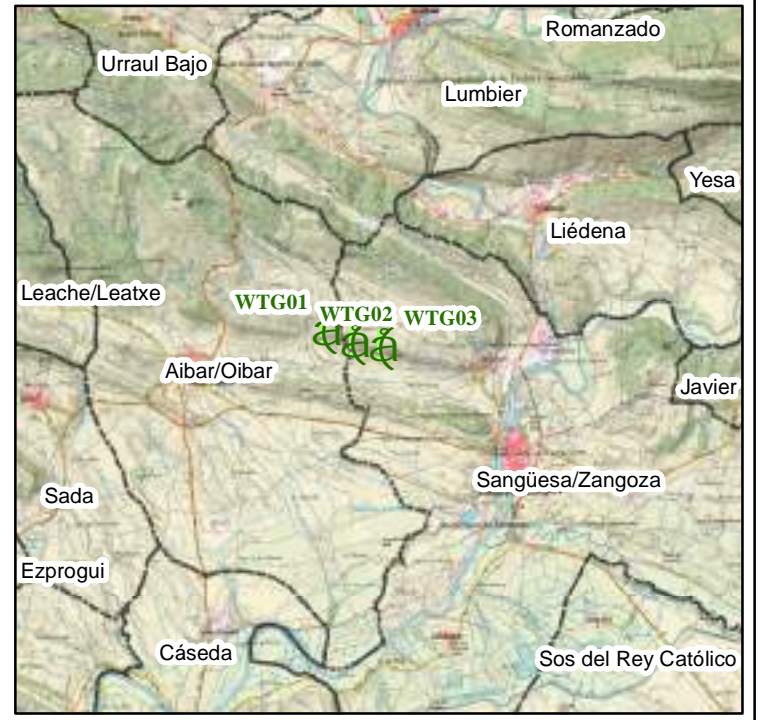 Romanzado
Urraul Bajo
Lumbier
Yesa
Liédena
Leache/Leatxe
WTG01
WTG02
WTG03
Aibar/Oibar
Javier
Sangüesa/Zangoza
Sada
Ezprogui
Cáseda
Sos del Rey Católico